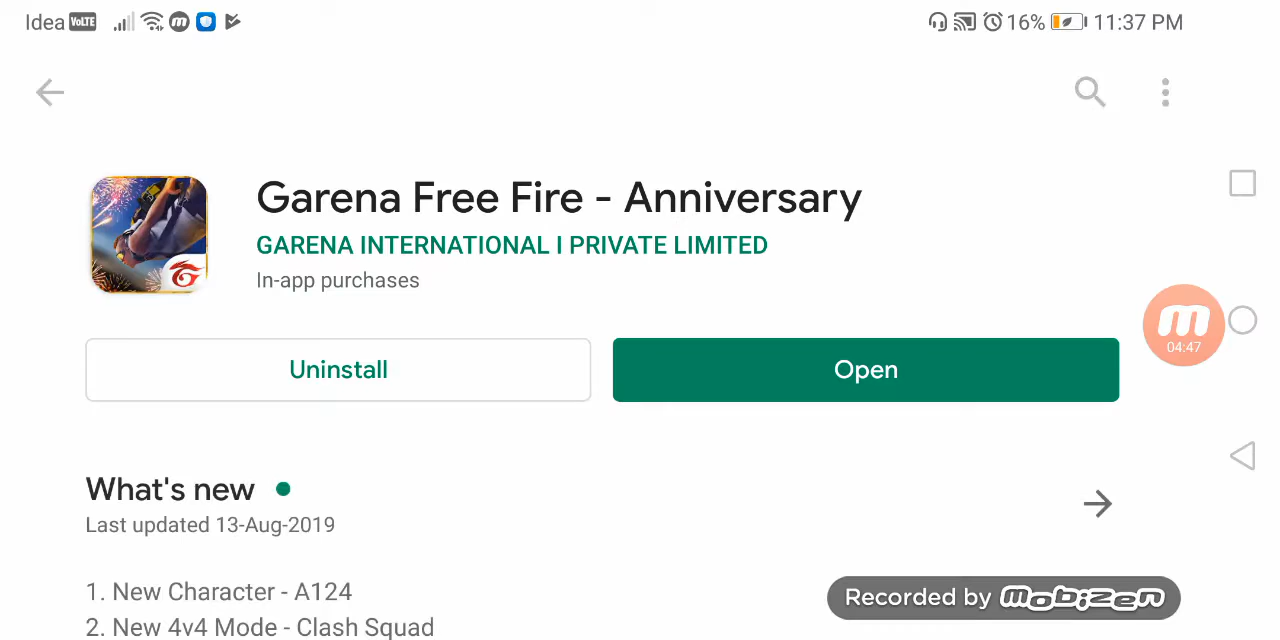 Idea VoLTE 16% 11:37 PM
Garena Free Fire - Anniversary
GARENA INTERNATIONAL I PRIVATE LIMITED
In-app purchases
m
04:47
Uninstall Open
What's new
Last updated 13-Aug-2019
1. New Character - A124
Recorded by mobizen
2. New 4v4 Mode - Clash Squad